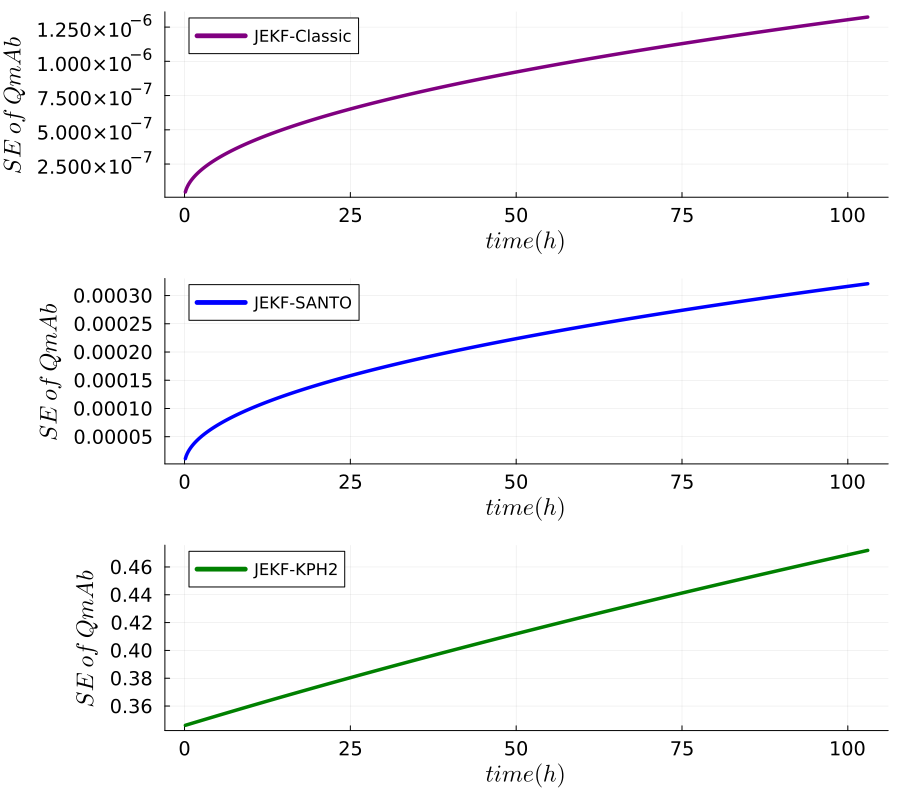 JEKF-Classic
SE of QmAb
1.250×10⁻⁶
1.000×10⁻⁶
7.500×10⁻⁷
5.000×10⁻⁷
2.500×10⁻⁷
0 25 50 75 100
time(h)
JEKF-SANTO
SE of QmAb
0.00030
0.00025
0.00020
0.00015
0.00010
0.00005
0 25 50 75 100
time(h)
JEKF-KPH2
SE of QmAb
0.46
0.44
0.42
0.40
0.38
0.36
0 25 50 75 100
time(h)